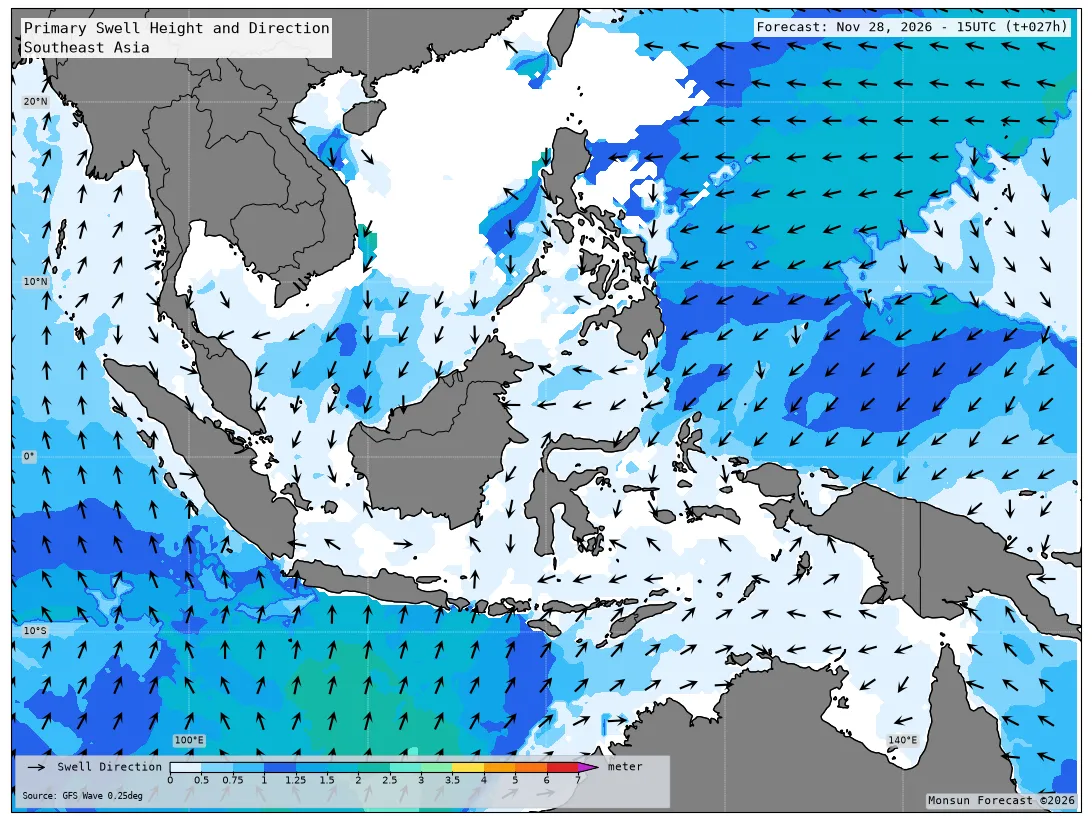 Primary Swell Height and Direction
Southeast Asia
Forecast: Nov 28, 2026 - 15UTC (t+027h)
20°N
10°N
0°
10°S
100°E
140°E
Swell Direction
meter
0 0.5 0.75 1 1.25 1.5 2 2.5 3 3.5 4 5 6 7
Source: GFS Wave 0.25deg
Monsun Forecast ©2026